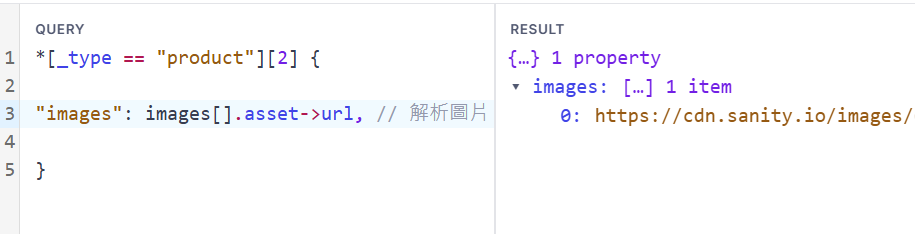 QUERY
1 *[_type == "product"][2] {
2
3 "images": images[].asset->url, // 解析圖片
4
5 }
RESULT
{…} 1 property
▾ images: […] 1 item
0: https://cdn.sanity.io/images/